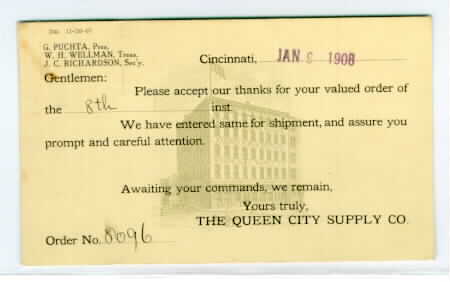 G. PUCHTA, Pres.
W. H. WELLMAN, Treas.
J. C. RICHARDSON, Sec'y.
Cincinnati, JAN 9 1908
Gentlemen:
Please accept our thanks for your valued order of
the 8th inst.
We have entered same for shipment, and assure you
prompt and careful attention.
Awaiting your commands, we remain,
Yours truly,
THE QUEEN CITY SUPPLY CO.
Order No. 8096